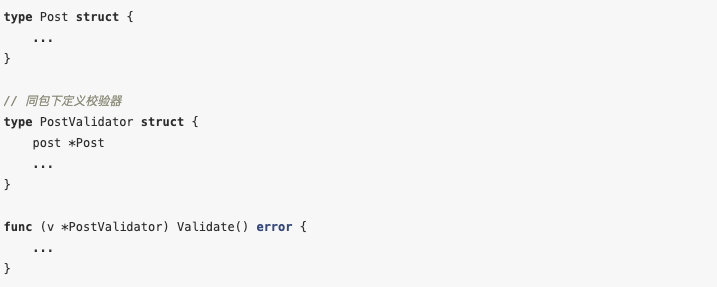 type Post struct {
    ...
}

// 同包下定义校验器
type PostValidator struct {
    post *Post
    ...
}

func (v *PostValidator) Validate() error {
    ...
}